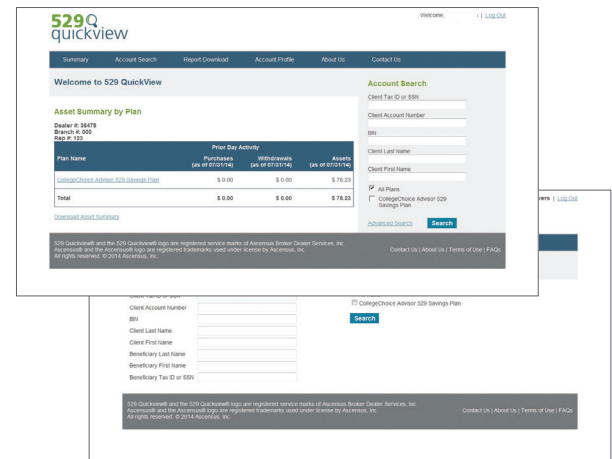 529
quickview
Welcome, | Log Out
Summary Account Search Report Download Account Profile About Us Contact Us
Welcome to 529 QuickView
Asset Summary by Plan
Dealer #: 36478
Branch #: 000
Rep #: 123
Prior Day Activity
Plan Name Purchases (as of 07/31/14) Withdrawals (as of 07/31/14) Assets (as of 07/31/14)
CollegeChoice Advisor 529 Savings Plan $ 0.00 $ 0.00 $ 78.23
Total $ 0.00 $ 0.00 $ 78.23
Download Asset Summary
Account Search
Client Tax ID or SSN
Client Account Number
BIN
Client Last Name
Client First Name
All Plans
CollegeChoice Advisor 529
Savings Plan
Advanced Search Search
529 Quickview® and the 529 Quickview® logo are registered service marks of Ascensus Broker Dealer Services, Inc.
Ascensus® and the Ascensus® logo are registered trademarks used under license by Ascensus, Inc.
All rights reserved. © 2014 Ascensus, Inc.
Contact Us | About Us | Terms of Use | FAQs
| Log Out
Client Account Number
BIN
Client Last Name
Client First Name
Beneficiary Last Name
Beneficiary First Name
Beneficiary Tax ID or SSN
CollegeChoice Advisor 529 Savings Plan
Search
529 Quickview® and the 529 Quickview® logo are registered service marks of Ascensus Broker Dealer Services, Inc.
Ascensus® and the Ascensus® logo are registered trademarks used under license by Ascensus, Inc.
All rights reserved. © 2014 Ascensus, Inc.
Contact Us | About Us | Terms of Use | FAQs